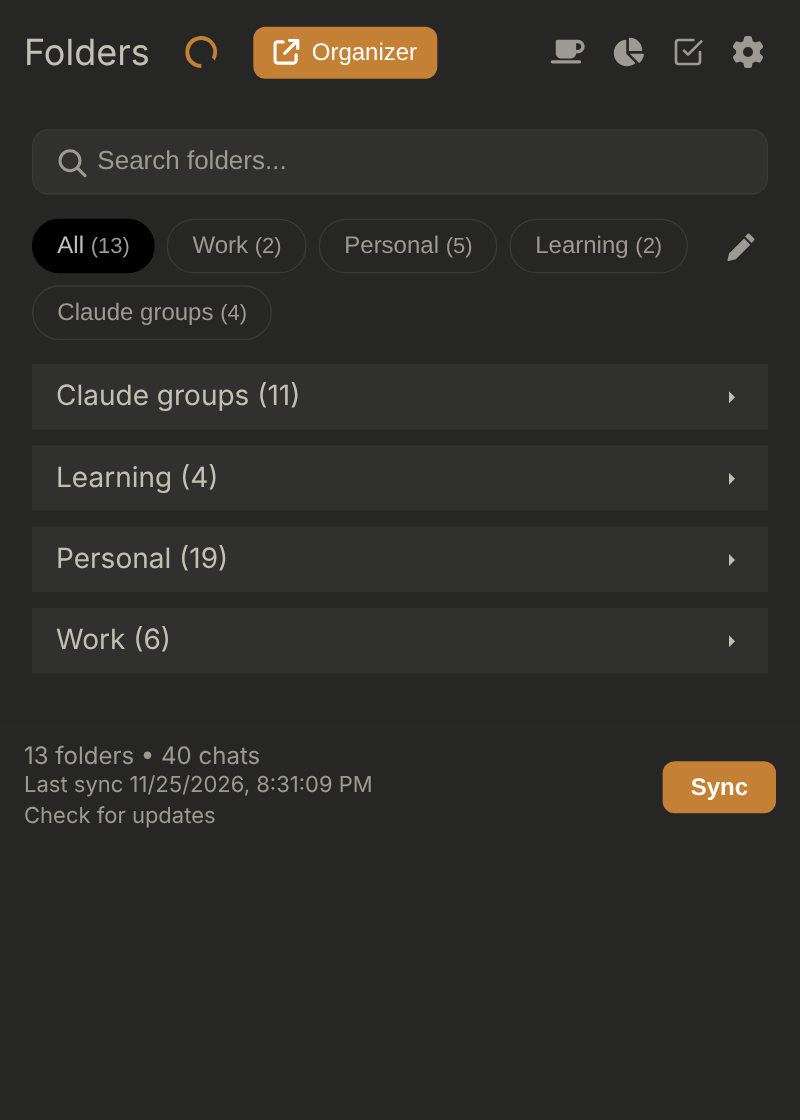 Folders Organizer
Search folders...
All (13) Work (2) Personal (5) Learning (2)
Claude groups (4)
Claude groups (11)
Learning (4)
Personal (19)
Work (6)
13 folders • 40 chats
Last sync 11/25/2026, 8:31:09 PM
Sync
Check for updates